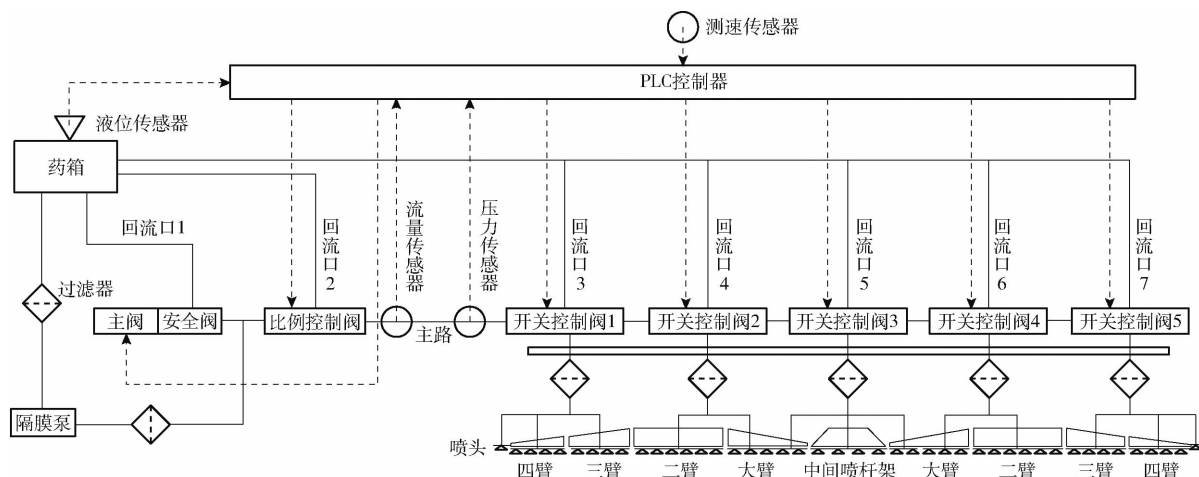 测速传感器
PLC控制器
液位传感器
药箱
回流口1
回流口2
流量传感器
压力传感器
回流口3
回流口4
回流口5
回流口6
回流口7
过滤器
主阀 安全阀 比例控制阀 主路 开关控制阀1 开关控制阀2 开关控制阀3 开关控制阀4 开关控制阀5
隔膜泵
喷头
四臂 三臂 二臂 大臂 中间喷杆架 大臂 二臂 三臂 四臂